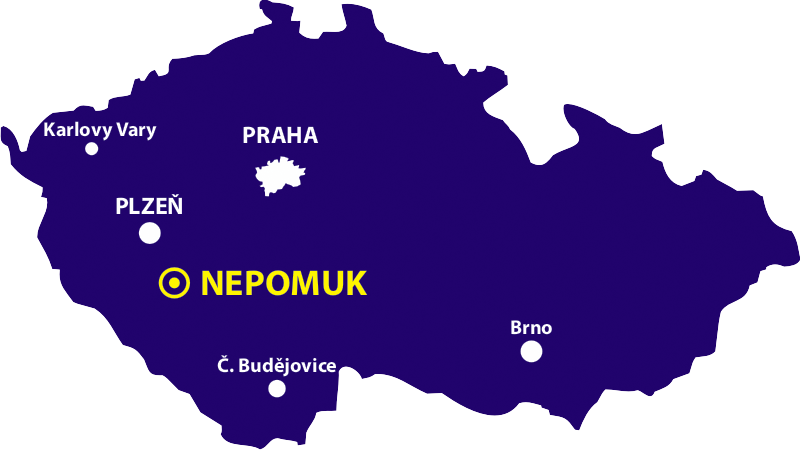 Karlovy Vary
PRAHA
PLZEŇ
NEPOMUK
Brno
Č. Budějovice